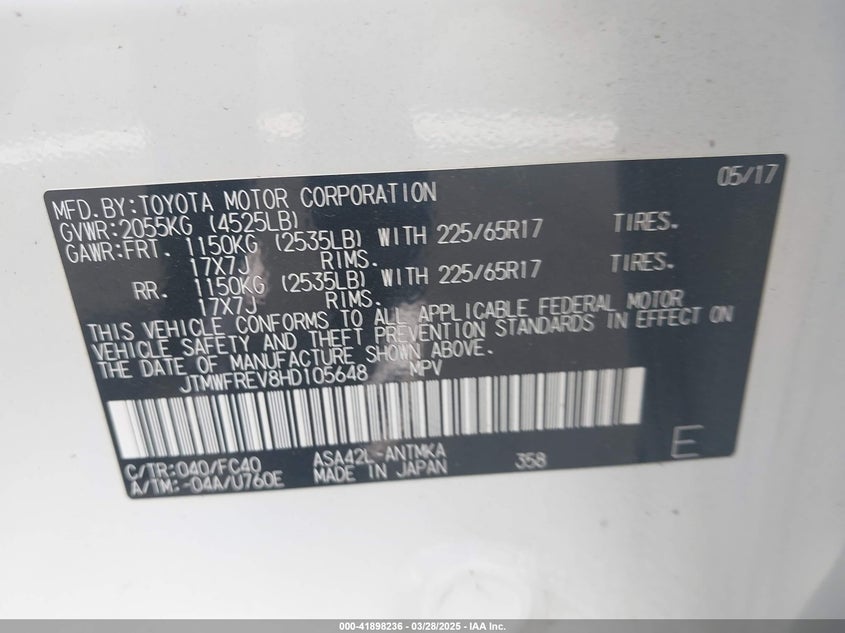 MFD.BY:TOYOTA MOTOR CORPORATION 05/17
GVWR:2055KG (4525LB)
GAWR:FRT. 1150KG (2535LB) WITH 225/65R17 TIRES.
17X7J RIMS.
RR. 1150KG (2535LB) WITH 225/65R17 TIRES.
17X7J RIMS.
THIS VEHICLE CONFORMS TO ALL APPLICABLE FEDERAL MOTOR
VEHICLE SAFETY AND THEFT PREVENTION STANDARDS IN EFFECT ON
THE DATE OF MANUFACTURE SHOWN ABOVE.
JTMWFREV8HD105648 MPV
C/TR:040/FC40 ASA42L-ANTMKA 358 E
A/TM:-04A/U760E MADE IN JAPAN
000-41898236 | 03/28/2025 - IAA Inc.